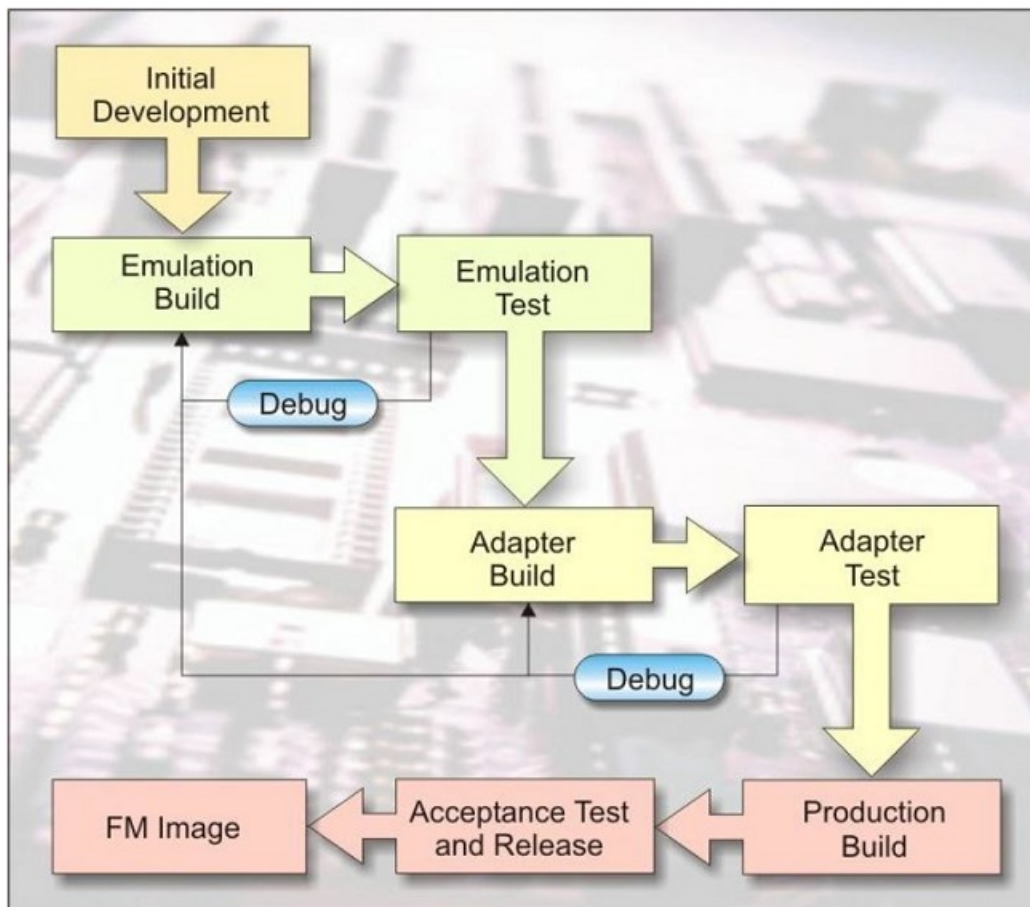 Initial
Development
Emulation
Build
Emulation
Test
Debug
Adapter
Build
Adapter
Test
Debug
FM Image
Acceptance Test
and Release
Production
Build